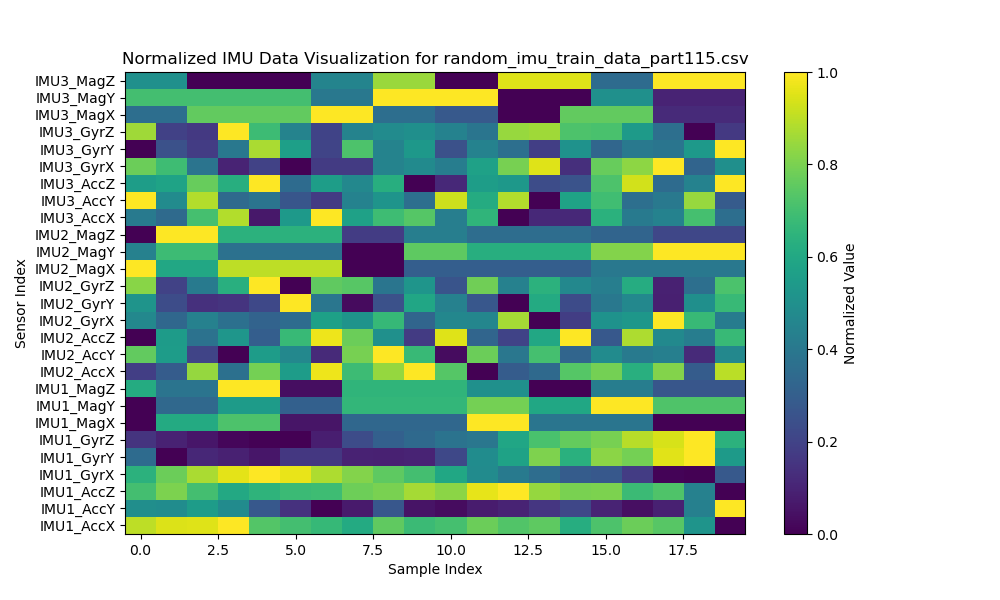 Normalized IMU Data Visualization for random_imu_train_data_part115.csv
IMU3_MagZ
IMU3_MagY
IMU3_MagX
IMU3_GyrZ
IMU3_GyrY
IMU3_GyrX
IMU3_AccZ
IMU3_AccY
IMU3_AccX
IMU2_MagZ
IMU2_MagY
IMU2_MagX
IMU2_GyrZ
IMU2_GyrY
IMU2_GyrX
IMU2_AccZ
IMU2_AccY
IMU2_AccX
IMU1_MagZ
IMU1_MagY
IMU1_MagX
IMU1_GyrZ
IMU1_GyrY
IMU1_GyrX
IMU1_AccZ
IMU1_AccY
IMU1_AccX
Sensor Index
0.0 2.5 5.0 7.5 10.0 12.5 15.0 17.5
Sample Index
1.0
0.8
0.6
0.4
0.2
0.0
Normalized Value